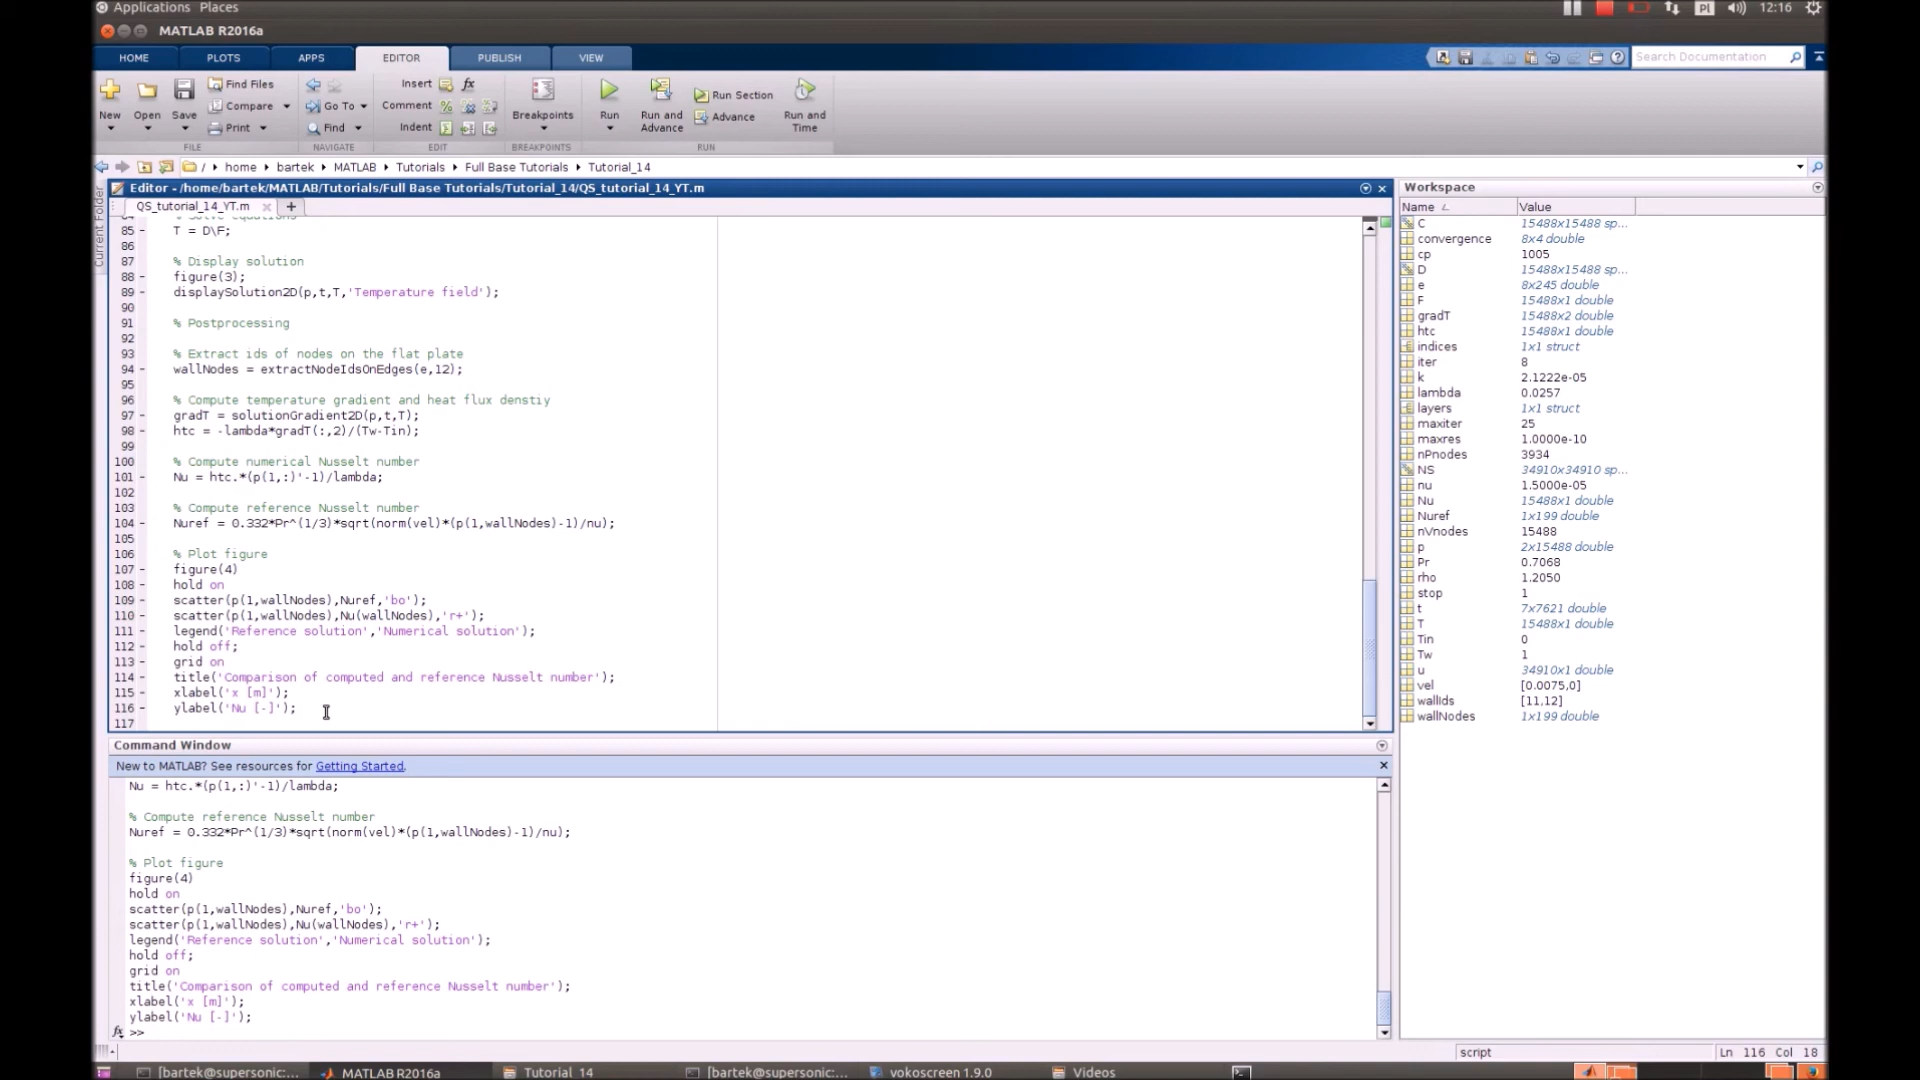 Applications Places
Pl 12:16
MATLAB R2016a
HOME PLOTS APPS EDITOR PUBLISH VIEW
Search Documentation
New Open Save
Find Files
Compare
Print
Go To
Find
Insert
fx
Comment
Indent
Breakpoints
Run
Run and Advance
Run Section
Advance
Run and Time
FILE NAVIGATE EDIT BREAKPOINTS RUN
/ home bartek MATLAB Tutorials Full Base Tutorials Tutorial_14
Current Folder
Editor - /home/bartek/MATLAB/Tutorials/Full Base Tutorials/Tutorial_14/QS_tutorial_14_YT.m
QS_tutorial_14_YT.m
84 % Solve equations
85 - T = D\F;
86
87 % Display solution
88 - figure(3);
89 - displaySolution2D(p,t,T,'Temperature field');
90
91 % Postprocessing
92
93 % Extract ids of nodes on the flat plate
94 - wallNodes = extractNodeIdsOnEdges(e,12);
95
96 % Compute temperature gradient and heat flux denstiy
97 - gradT = solutionGradient2D(p,t,T);
98 - htc = -lambda*gradT(:,2)/(Tw-Tin);
99
100 % Compute numerical Nusselt number
101 - Nu = htc.*(p(1,:)'-1)/lambda;
102
103 % Compute reference Nusselt number
104 - Nuref = 0.332*Pr^(1/3)*sqrt(norm(vel)*(p(1,wallNodes)-1)/nu);
105
106 % Plot figure
107 - figure(4)
108 - hold on
109 - scatter(p(1,wallNodes),Nuref,'bo');
110 - scatter(p(1,wallNodes),Nu(wallNodes),'r+');
111 - legend('Reference solution','Numerical solution');
112 - hold off;
113 - grid on
114 - title('Comparison of computed and reference Nusselt number');
115 - xlabel('x [m]');
116 - ylabel('Nu [-]');
117
Command Window
New to MATLAB? See resources for Getting Started.
Nu = htc.*(p(1,:)'-1)/lambda;
% Compute reference Nusselt number
Nuref = 0.332*Pr^(1/3)*sqrt(norm(vel)*(p(1,wallNodes)-1)/nu);
% Plot figure
figure(4)
hold on
scatter(p(1,wallNodes),Nuref,'bo');
scatter(p(1,wallNodes),Nu(wallNodes),'r+');
legend('Reference solution','Numerical solution');
hold off;
grid on
title('Comparison of computed and reference Nusselt number');
xlabel('x [m]');
ylabel('Nu [-]');
fx >>
Workspace
Name Value
C 15488x15488 sp...
convergence 8x4 double
cp 1005
D 15488x15488 sp...
e 8x245 double
F 15488x1 double
gradT 15488x2 double
htc 15488x1 double
indices 1x1 struct
iter 8
k 2.1222e-05
lambda 0.0257
layers 1x1 struct
maxiter 25
maxres 1.0000e-10
nPnodes 3934
NS 34910x34910 sp...
nu 1.5000e-05
Nu 15488x1 double
Nuref 1x199 double
nVnodes 15488
p 2x15488 double
Pr 0.7068
rho 1.2050
stop 1
t 7x7621 double
T 15488x1 double
Tin 0
Tw 1
u 34910x1 double
vel [0.0075,0]
wallIds [11,12]
wallNodes 1x199 double
script Ln 116 Col 18
[bartek@supersonic:... MATLAB R2016a Tutorial_14 [bartek@supersonic:... vokoscreen 1.9.0 Videos